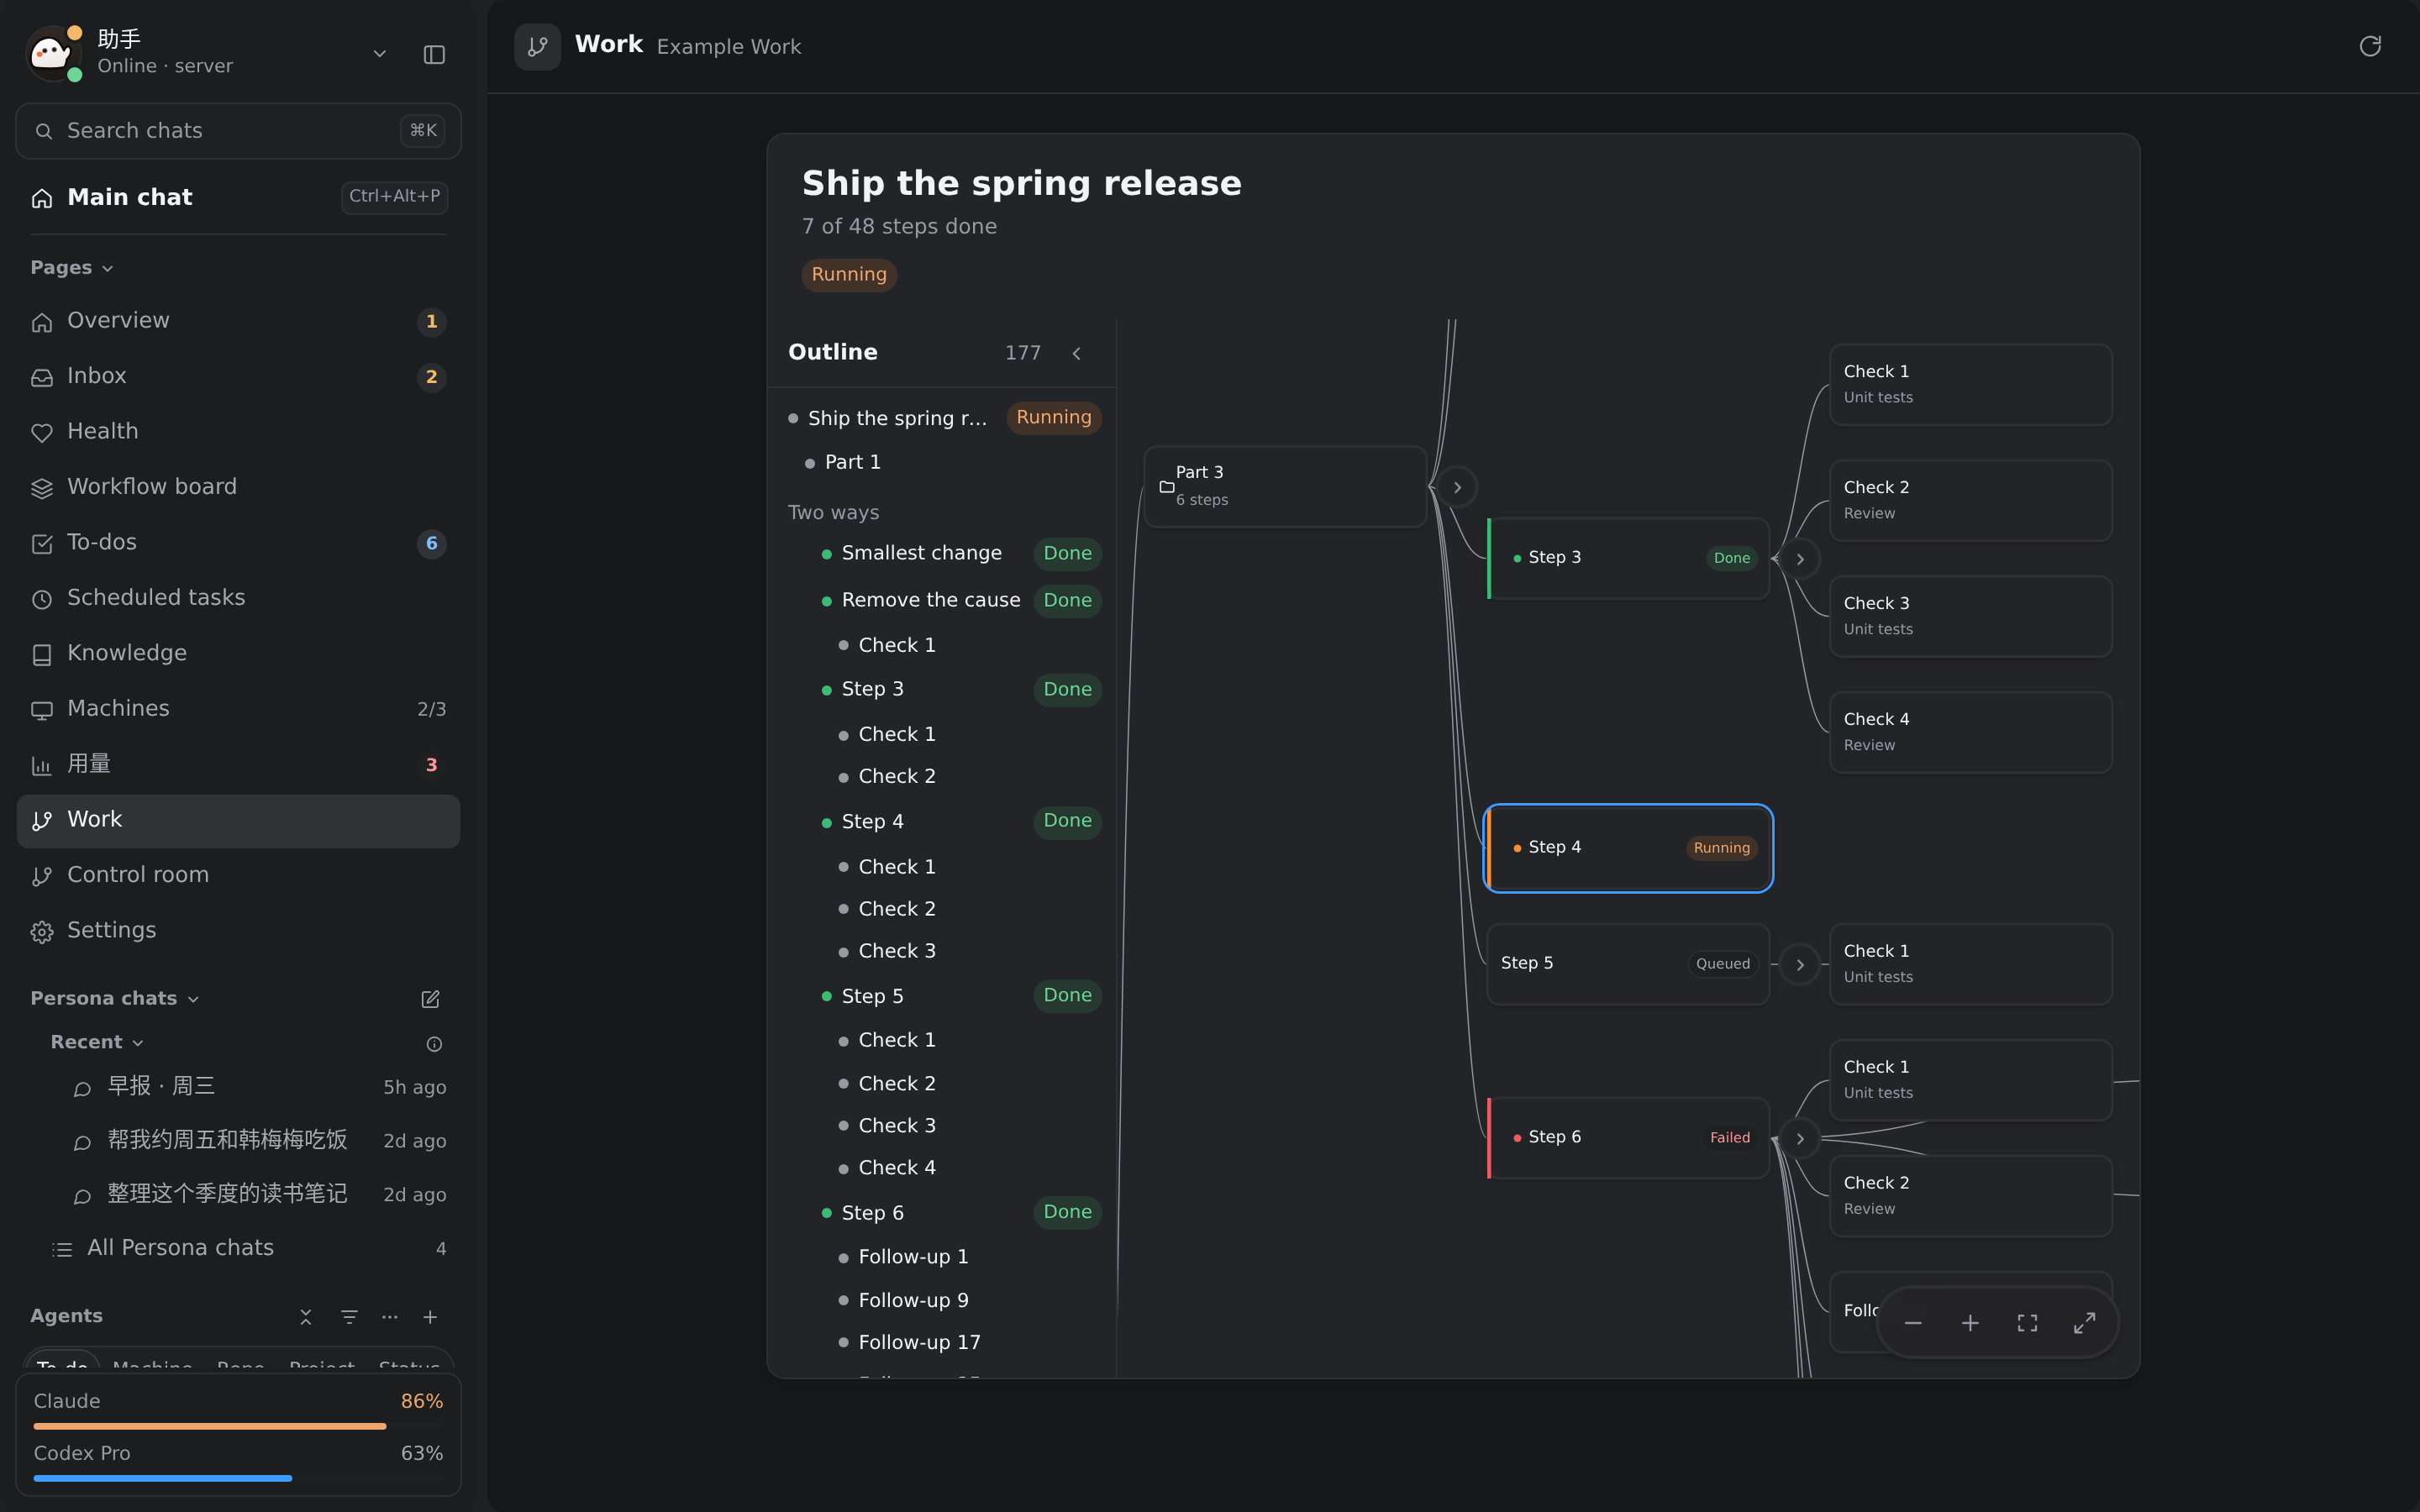 助手
Online · server
Search chats
⌘K
Main chat
Ctrl+Alt+P
Pages
Overview
1
Inbox
2
Health
Workflow board
To-dos
6
Scheduled tasks
Knowledge
Machines
2/3
用量
3
Work
Control room
Settings
Persona chats
Recent
早报 · 周三
5h ago
帮我约周五和韩梅梅吃饭
2d ago
整理这个季度的读书笔记
2d ago
All Persona chats
4
Agents
To-do
Machine
Project
Status
Claude
86%
Codex Pro
63%
Work
Example Work
Ship the spring release
7 of 48 steps done
Running
Outline
177
Ship the spring r...
Running
Part 1
Two ways
Smallest change
Done
Remove the cause
Done
Check 1
Step 3
Done
Check 1
Check 2
Step 4
Done
Check 1
Check 2
Check 3
Step 5
Done
Check 1
Check 2
Check 3
Check 4
Step 6
Done
Follow-up 1
Follow-up 9
Follow-up 17
Part 3
6 steps
Step 3
Done
Step 4
Running
Step 5
Queued
Step 6
Failed
Check 1
Unit tests
Check 2
Review
Check 3
Unit tests
Check 4
Review
Check 1
Unit tests
Check 1
Unit tests
Check 2
Review